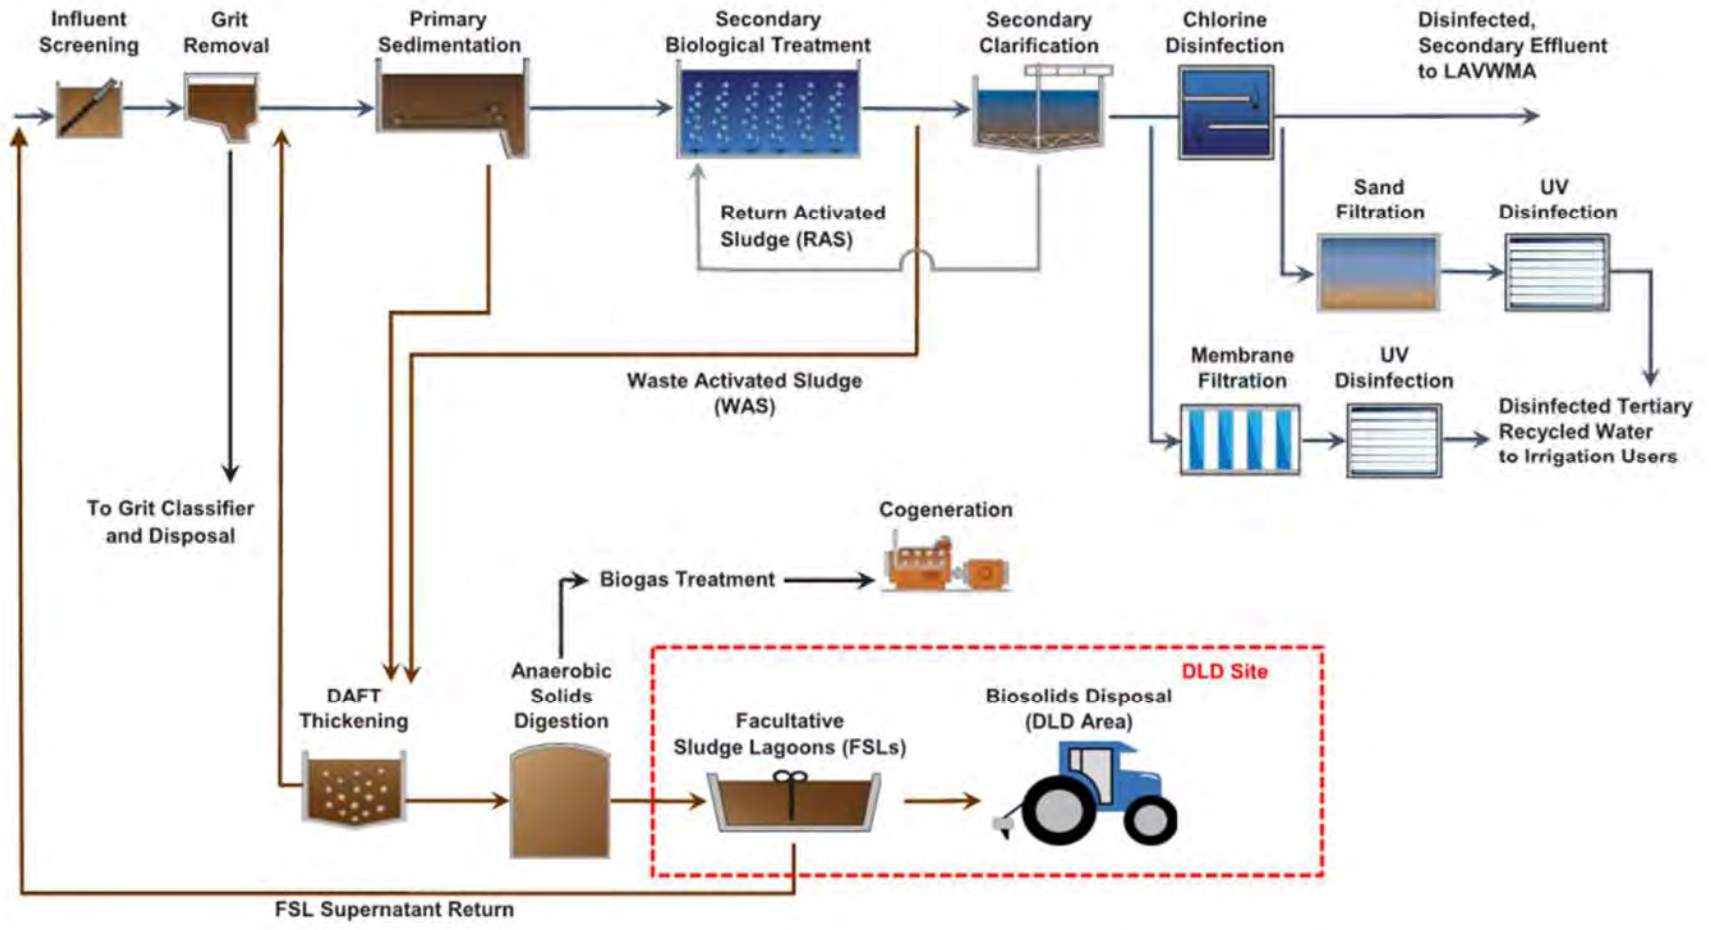 Influent
Screening
Grit
Removal
Primary
Sedimentation
Secondary
Biological Treatment
Secondary
Clarification
Chlorine
Disinfection
Disinfected,
Secondary Effluent
to LAVWMA
Sand
Filtration
UV
Disinfection
Return Activated
Sludge (RAS)
Membrane
Filtration
UV
Disinfection
Waste Activated Sludge
(WAS)
Disinfected Tertiary
Recycled Water
to Irrigation Users
To Grit Classifier
and Disposal
Cogeneration
Biogas Treatment
Anaerobic
Solids
Digestion
DLD Site
DAFT
Thickening
Facultative
Sludge Lagoons (FSLs)
Biosolids Disposal
(DLD Area)
FSL Supernatant Return